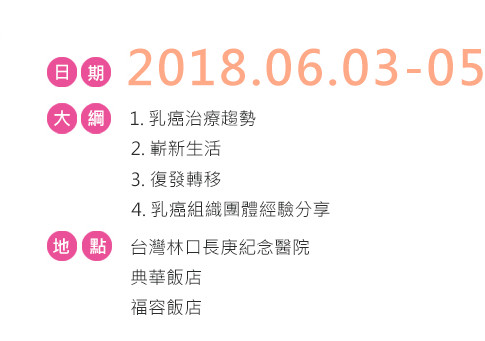 日期 2018.06.03-05
大綱 1. 乳癌治療趨勢
2. 嶄新生活
3. 復發轉移
4. 乳癌組織團體經驗分享
地點 台灣林口長庚紀念醫院
典華飯店
福容飯店